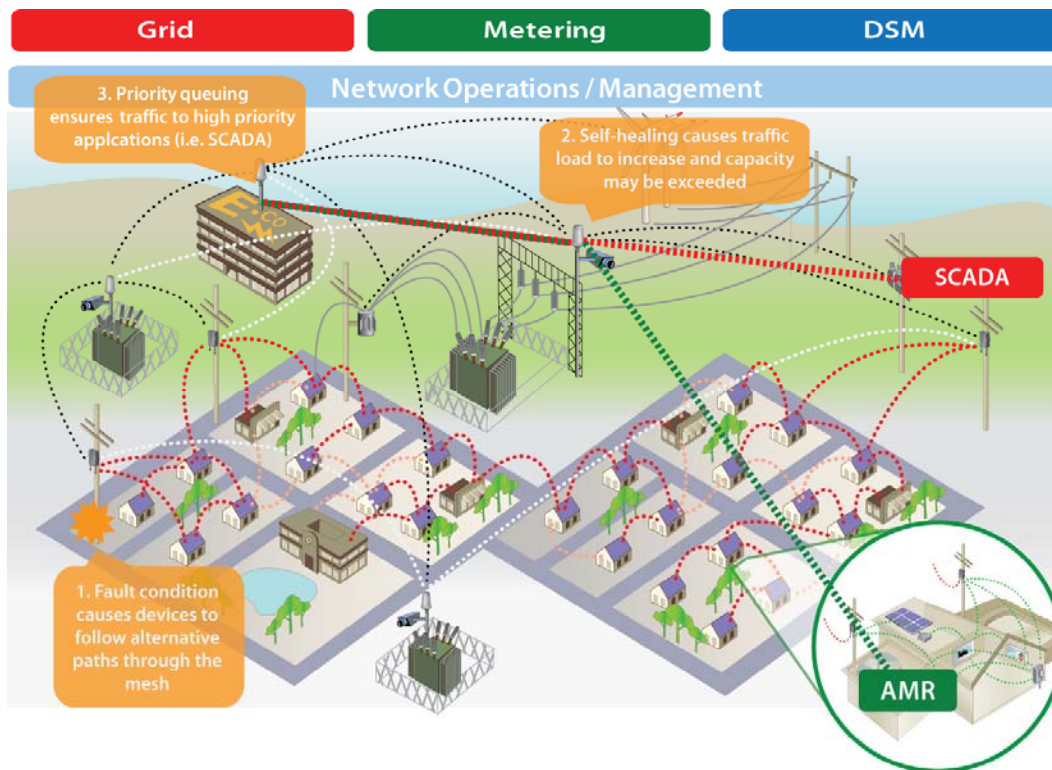 Grid
Metering
DSM
Network Operations / Management
3. Priority queuing
ensures traffic to high priority
applcations (i.e. SCADA)
2. Self-healing causes traffic
load to increase and capacity
may be exceeded
E.CO
W
SCADA
1. Fault condition
causes devices to
follow alternative
paths through the
mesh
AMR